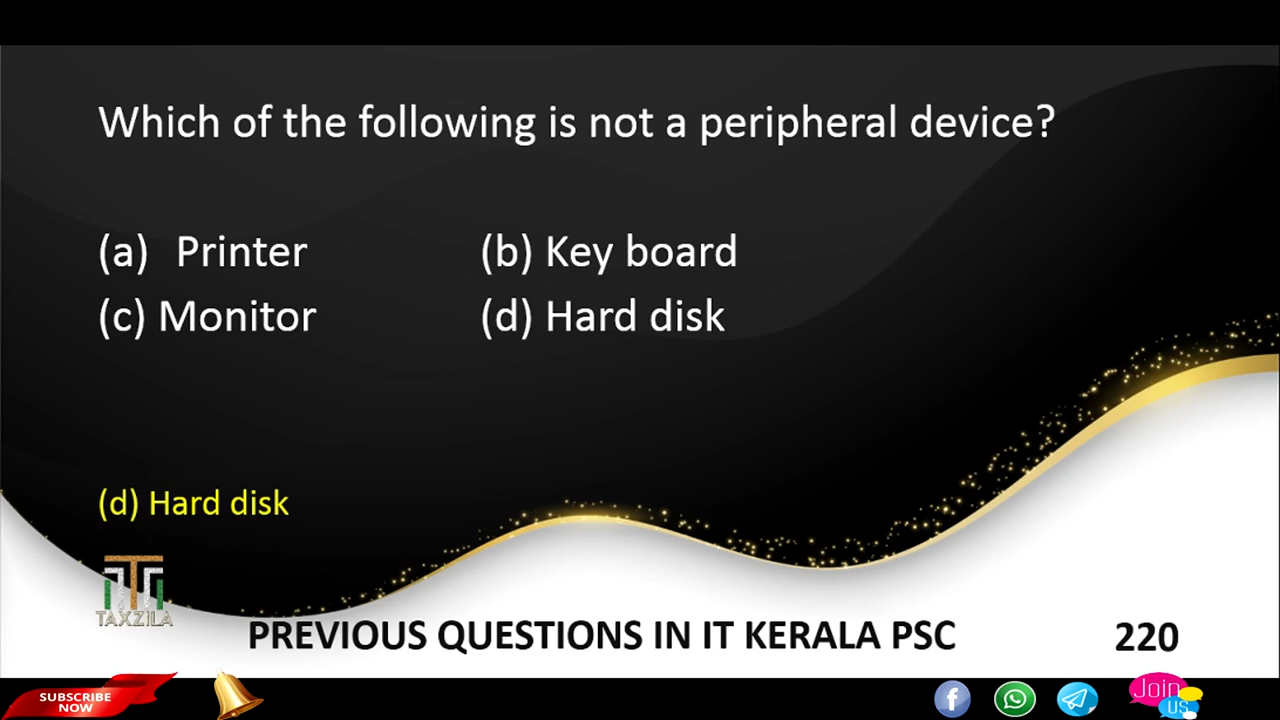 Which of the following is not a peripheral device?
(a) Printer (b) Key board
(c) Monitor (d) Hard disk
(d) Hard disk
TAXZILA
PREVIOUS QUESTIONS IN IT KERALA PSC 220
SUBSCRIBE
NOW
Join
us